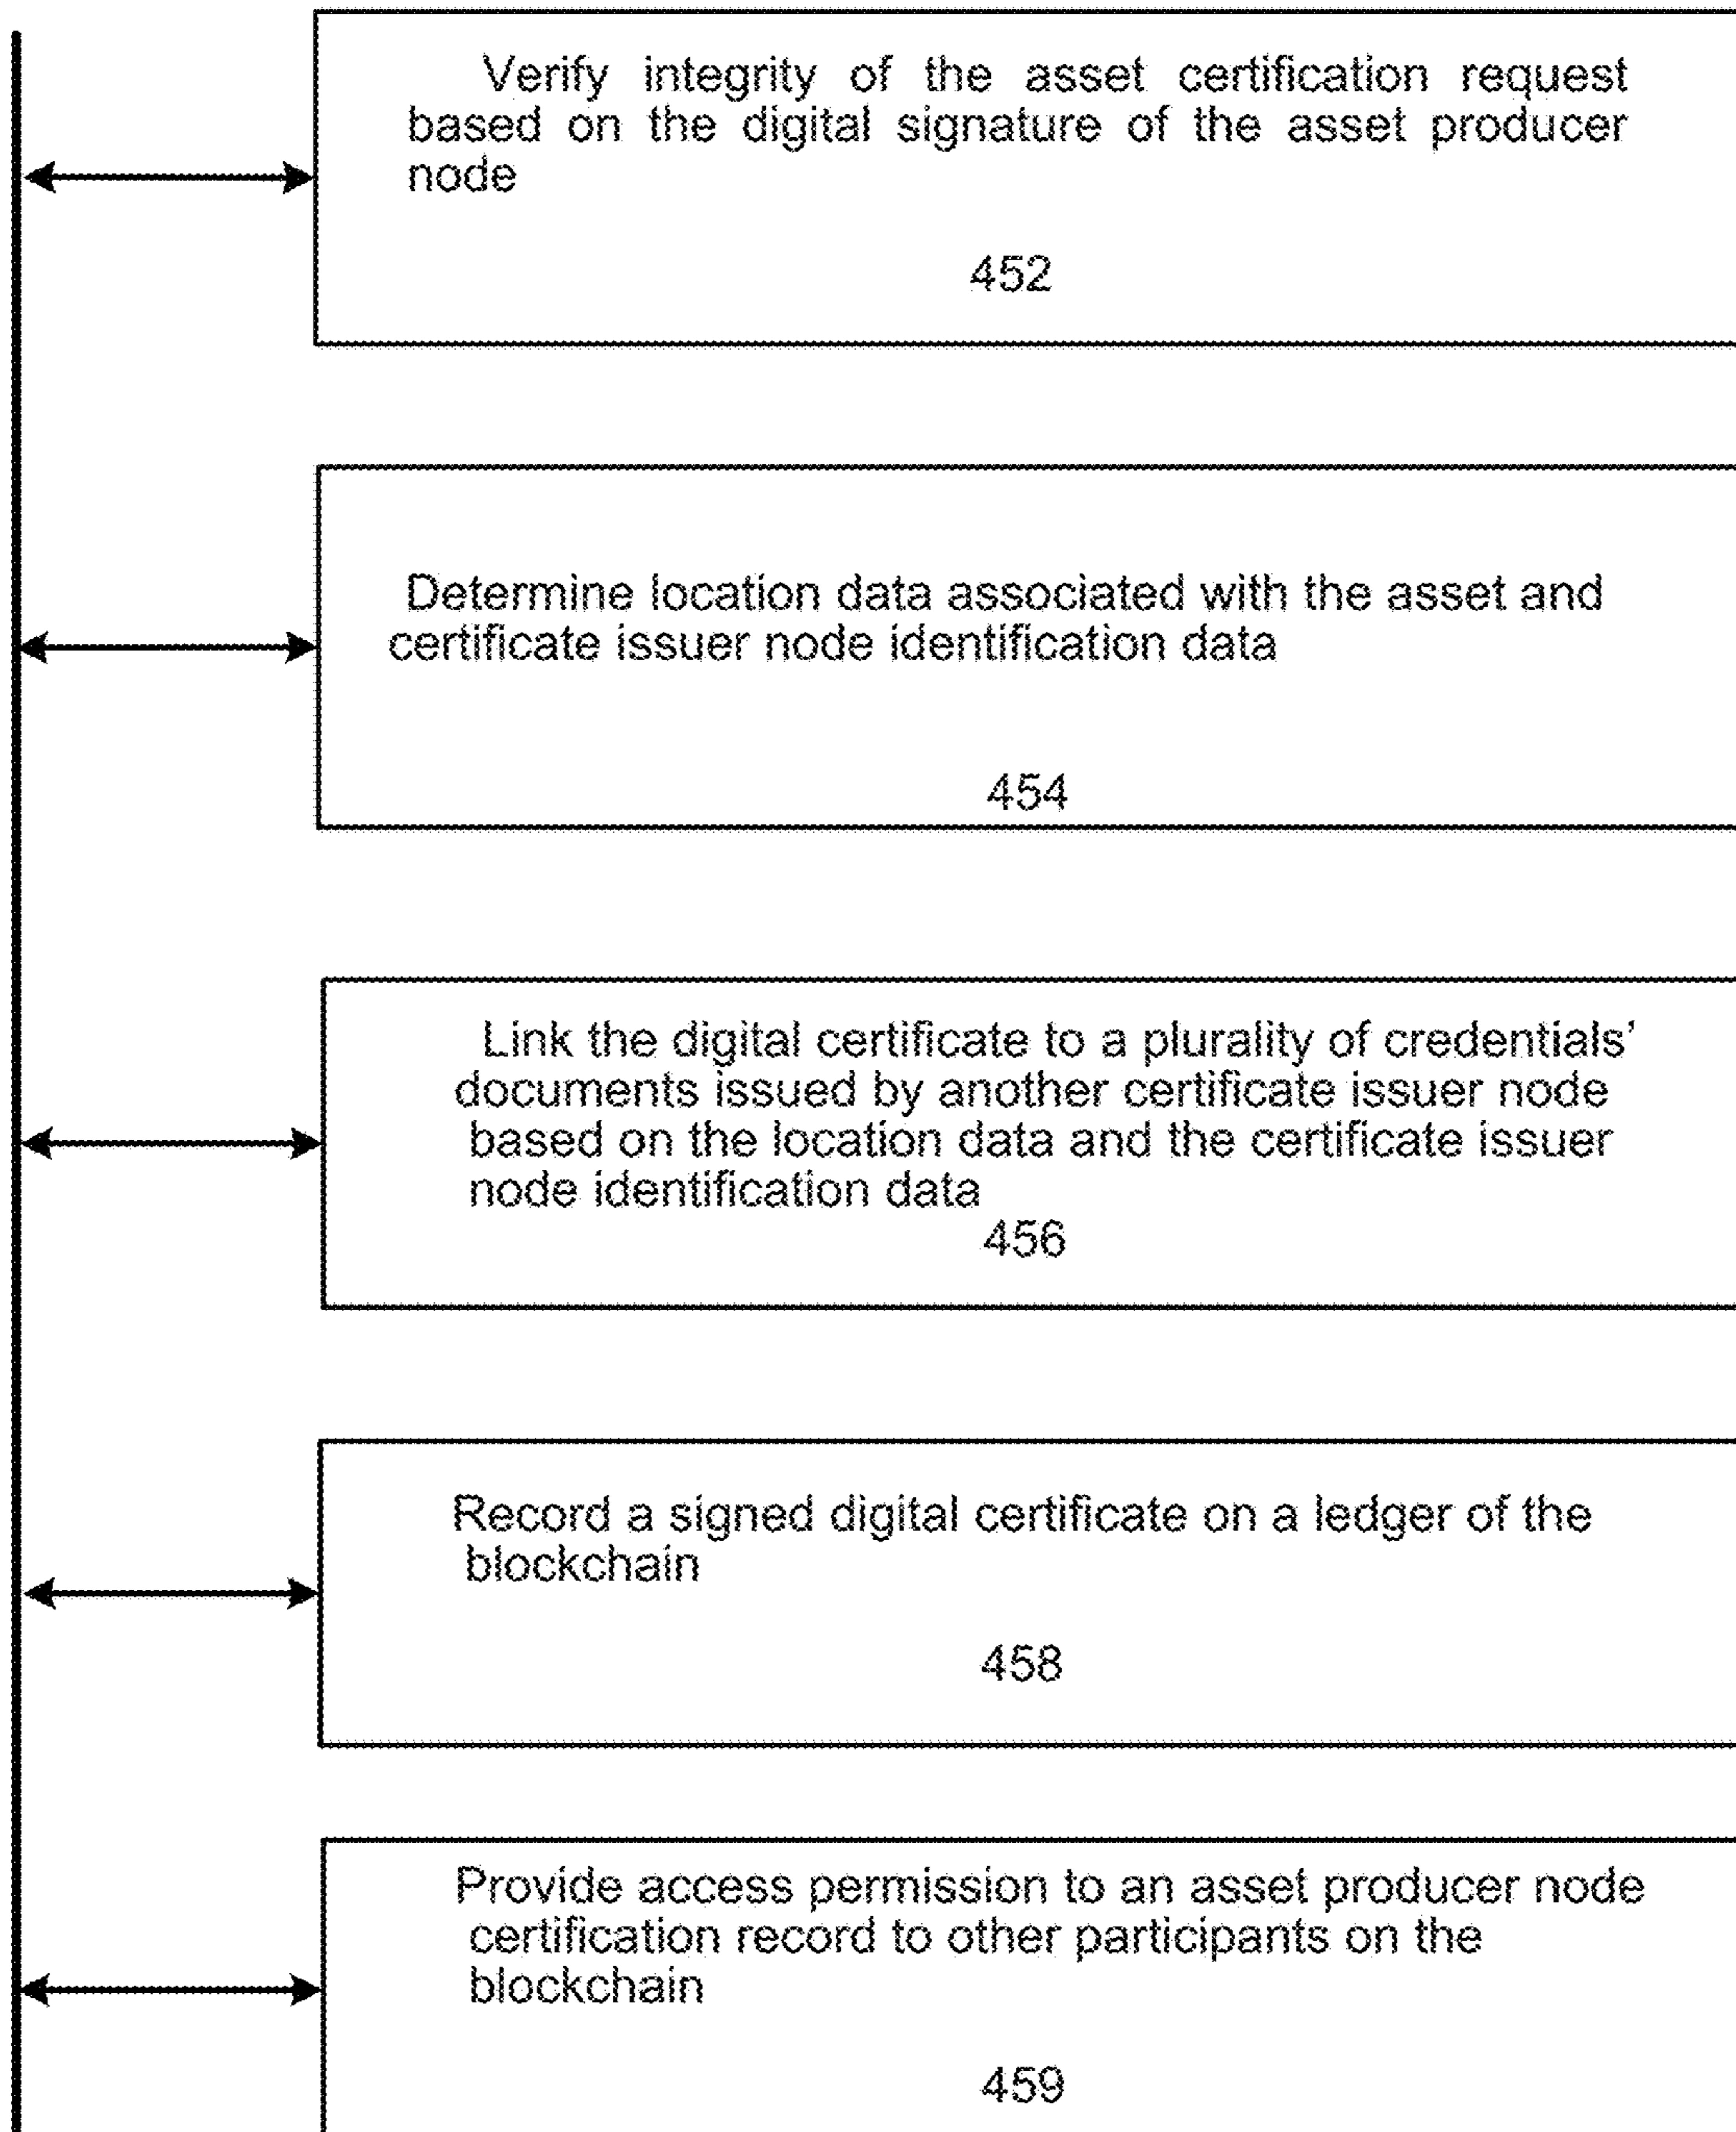 Verify integrity of the asset certification request
based on the digital signature of the asset producer
node
452
Determine location data associated with the asset and
certificate issuer node identification data
454
Link the digital certificate to a plurality of credentials’
documents issued by another certificate issuer node
based on the location data and the certificate issuer
node identification data
456
Record a signed digital certificate on a ledger of the
blockchain
458
Provide access permission to an asset producer node
certification record to other participants on the
blockchain
459